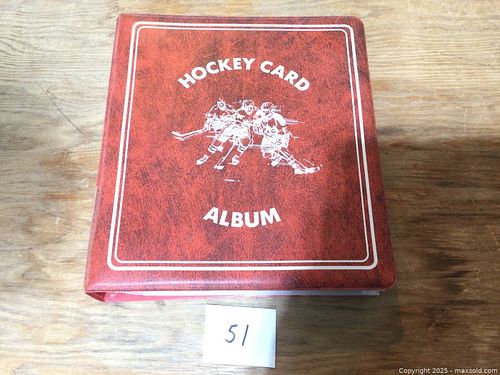 HOCKEY CARD
ALBUM
51
Copyright 2025 - maxsold.com